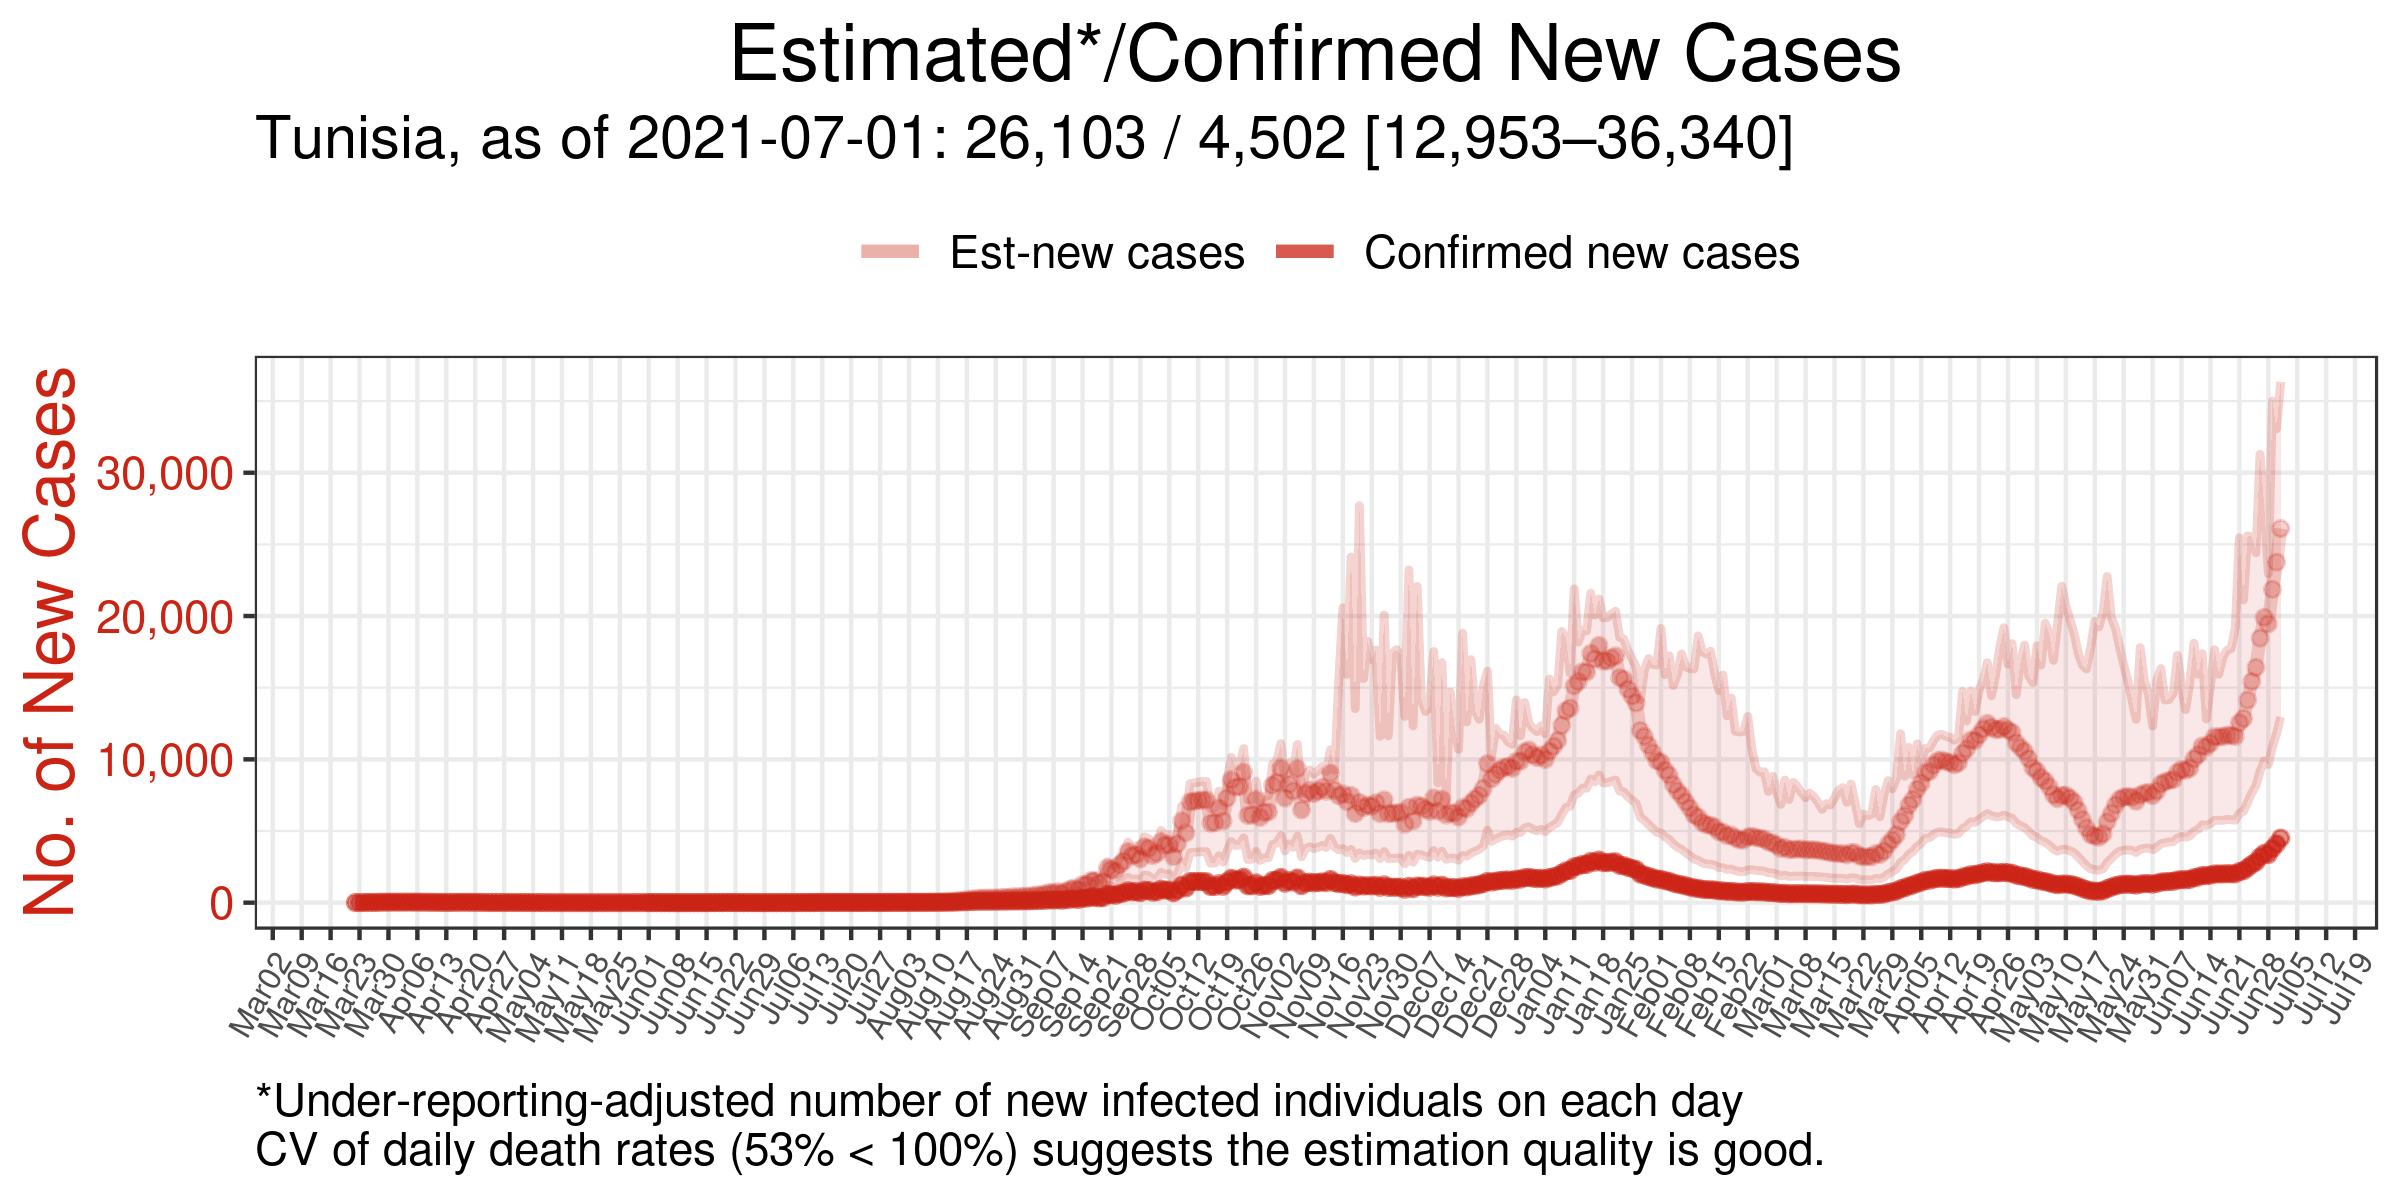 Estimated*/Confirmed New Cases
Tunisia, as of 2021-07-01: 26,103 / 4,502 [12,953–36,340]
Est-new cases Confirmed new cases
No. of New Cases
30,000
20,000
10,000
0
Mar02 Mar09 Mar16 Mar23 Mar30 Apr06 Apr13 Apr20 Apr27 May04 May11 May18 May25 Jun01 Jun08 Jun15 Jun22 Jun29 Jul06 Jul13 Jul20 Jul27 Aug03 Aug10 Aug17 Aug24 Aug31 Sep07 Sep14 Sep21 Sep28 Oct05 Oct12 Oct19 Oct26 Nov02 Nov09 Nov16 Nov23 Nov30 Dec07 Dec14 Dec21 Dec28 Jan04 Jan11 Jan18 Jan25 Feb01 Feb08 Feb15 Feb22 Mar01 Mar08 Mar15 Mar22 Mar29 Apr05 Apr12 Apr19 Apr26 May03 May10 May17 May24 May31 Jun07 Jun14 Jun21 Jun28 Jul05 Jul12 Jul19
*Under-reporting-adjusted number of new infected individuals on each day
CV of daily death rates (53% < 100%) suggests the estimation quality is good.